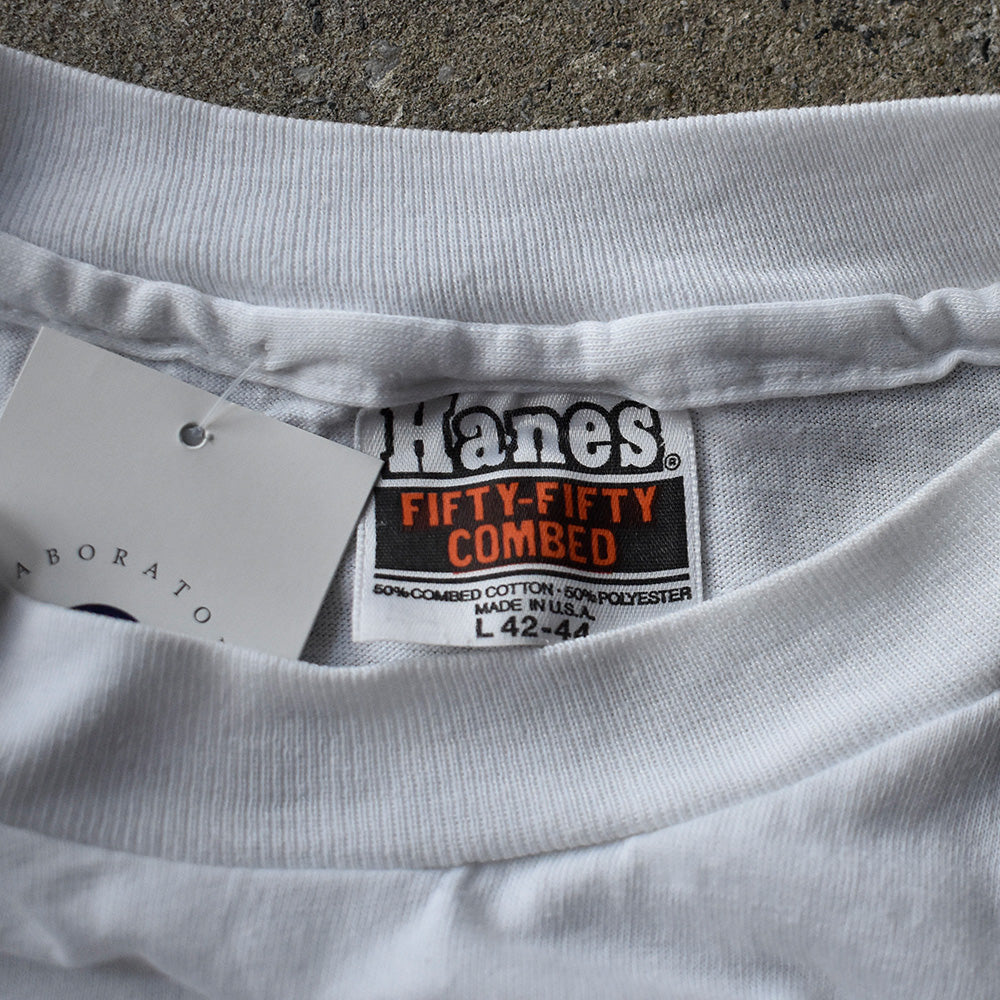 Hanes®
FIFTY-FIFTY
COMBED
50% COMBED COTTON · 50% POLYESTER
MADE IN U.S.A.
L 42-44
ABORATO